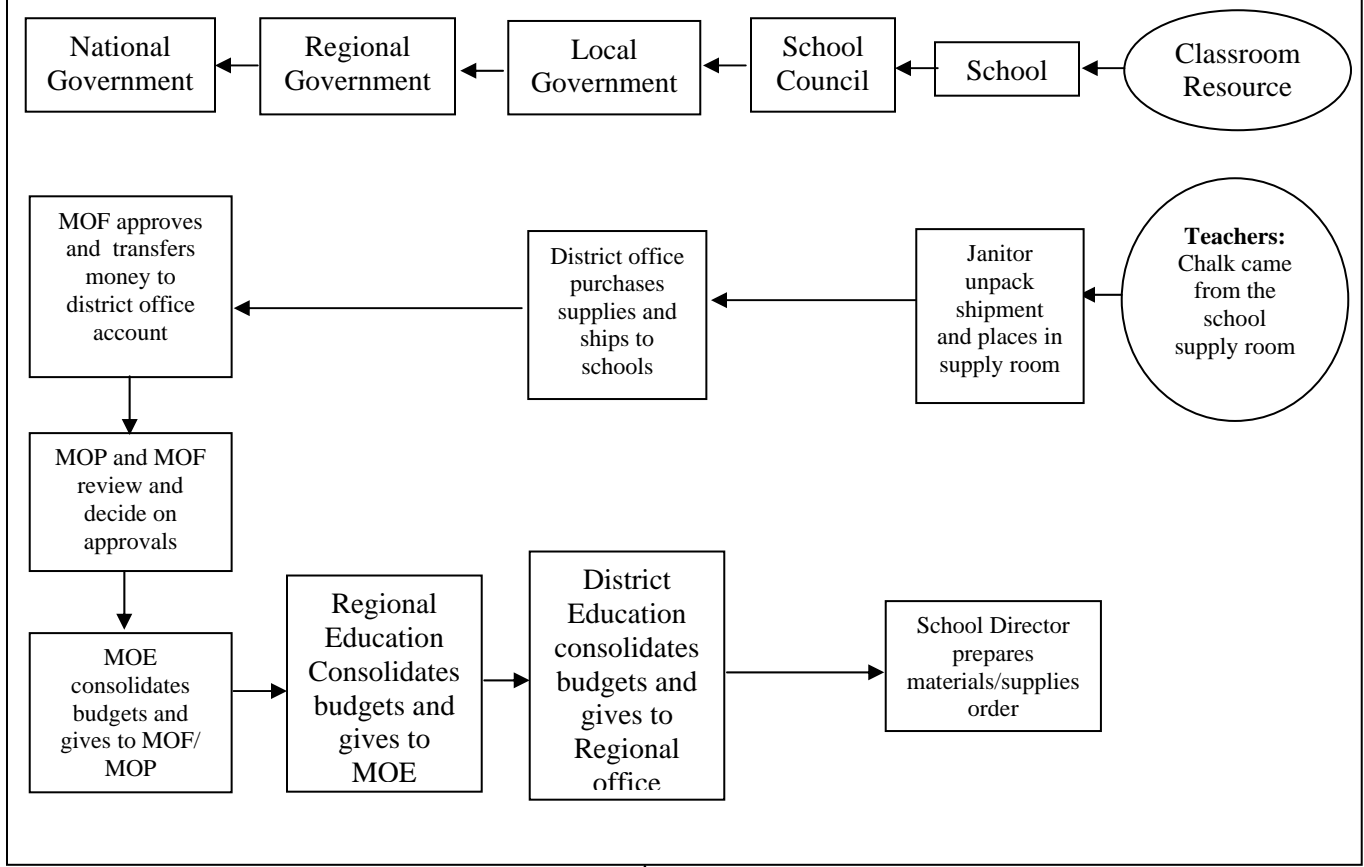 National
Government
Regional
Government
Local
Government
School
Council
School
Classroom
Resource
MOF approves
and transfers
money to
district office
account
District office
purchases
supplies and
ships to
schools
Janitor
unpack
shipment
and places in
supply room
Teachers:
Chalk came
from the
school
supply room
MOP and MOF
review and
decide on
approvals
MOE
consolidates
budgets and
gives to MOF/
MOP
Regional
Education
Consolidates
budgets and
gives to
MOE
District
Education
consolidates
budgets and
gives to
Regional
office
School Director
prepares
materials/supplies
order